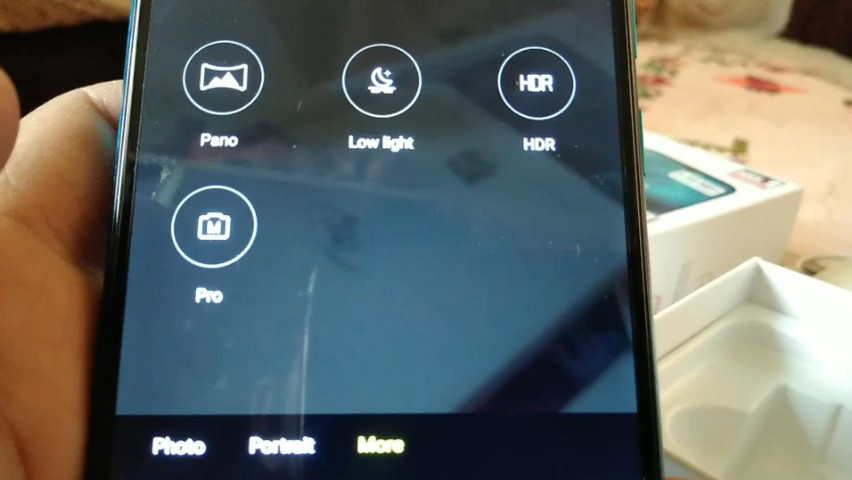 HDR
Pano Low light HDR
M
Pro
Photo Portrait More